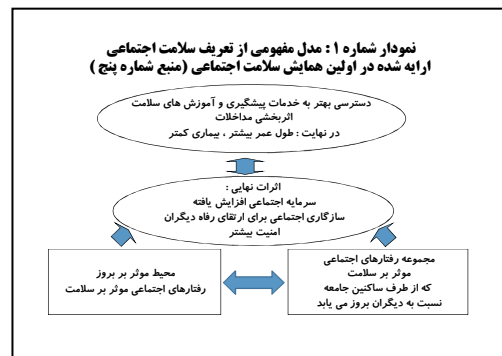 نمودار شماره ۱ : مدل مفهومی از تعریف سلامت اجتماعی
ارایه شده در اولین همایش سلامت اجتماعی (منبع شماره پنج )
دسترسی بهتر به خدمات پیشگیری و آموزش های سلامت
اثربخشی مداخلات
در نهایت : طول عمر بیشتر ، بیماری کمتر
اثرات نهایی :
سرمایه اجتماعی افزایش یافته
سازگاری اجتماعی برای ارتقای رفاه دیگران
امنیت بیشتر
مجموعه رفتارهای اجتماعی
موثر بر سلامت
که از طرف ساکنین جامعه
نسبت به دیگران بروز می یابد
محیط موثر بر بروز
رفتارهای اجتماعی موثر بر سلامت